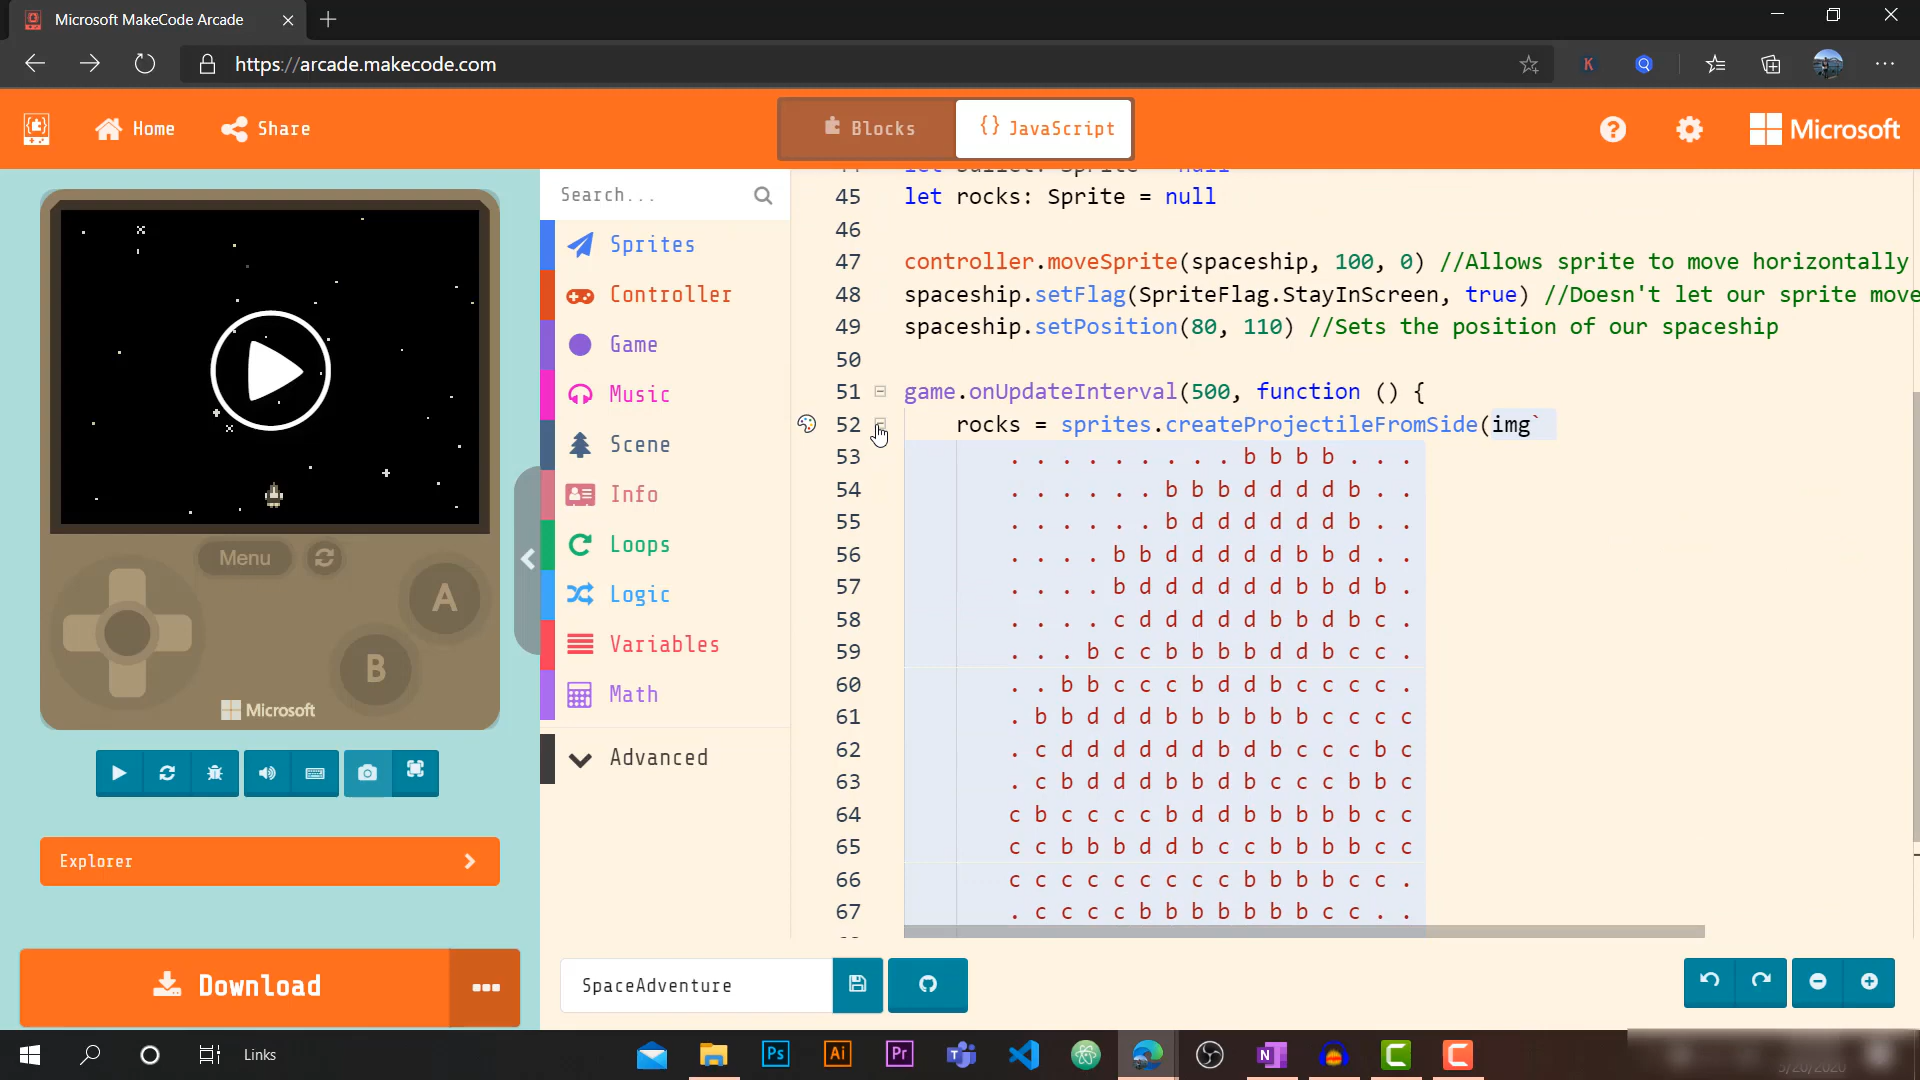 Microsoft MakeCode Arcade
https://arcade.makecode.com
K
Home
Share
Blocks
{} JavaScript
Microsoft
Menu
A
B
Microsoft
Explorer
Download
Search...
Sprites
Controller
Game
Music
Scene
Info
Loops
Logic
Variables
Math
Advanced
45 let rocks: Sprite = null
46
47 controller.moveSprite(spaceship, 100, 0) //Allows sprite to move horizontally
48 spaceship.setFlag(SpriteFlag.StayInScreen, true) //Doesn't let our sprite move
49 spaceship.setPosition(80, 110) //Sets the position of our spaceship
50
51 game.onUpdateInterval(500, function () {
52 rocks = sprites.createProjectileFromSide(img`
53 . . . . . . . . . b b b b . . .
54 . . . . . . b b b d d d d b . .
55 . . . . . . b d d d d d d b . .
56 . . . . b b d d d d d b b d . .
57 . . . . b d d d d d b b d b .
58 . . . . c d d d d d b b d b c .
59 . . . b c c b b b b d d b c c .
60 . . b b c c c b d d b c c c c .
61 . b b d d d b b b b b b c c c c
62 . c d d d d d b d b c c c b c
63 . c b d d d b d b c c c b b c
64 c b c c c c b d d b b b b b c c
65 c c b b b d d b c c b b b b c c
66 c c c c c c c c c b b b b c c .
67 . c c c c b b b b b b b c c . .
SpaceAdventure
Links
Ps
Ai
Pr
N
C
C